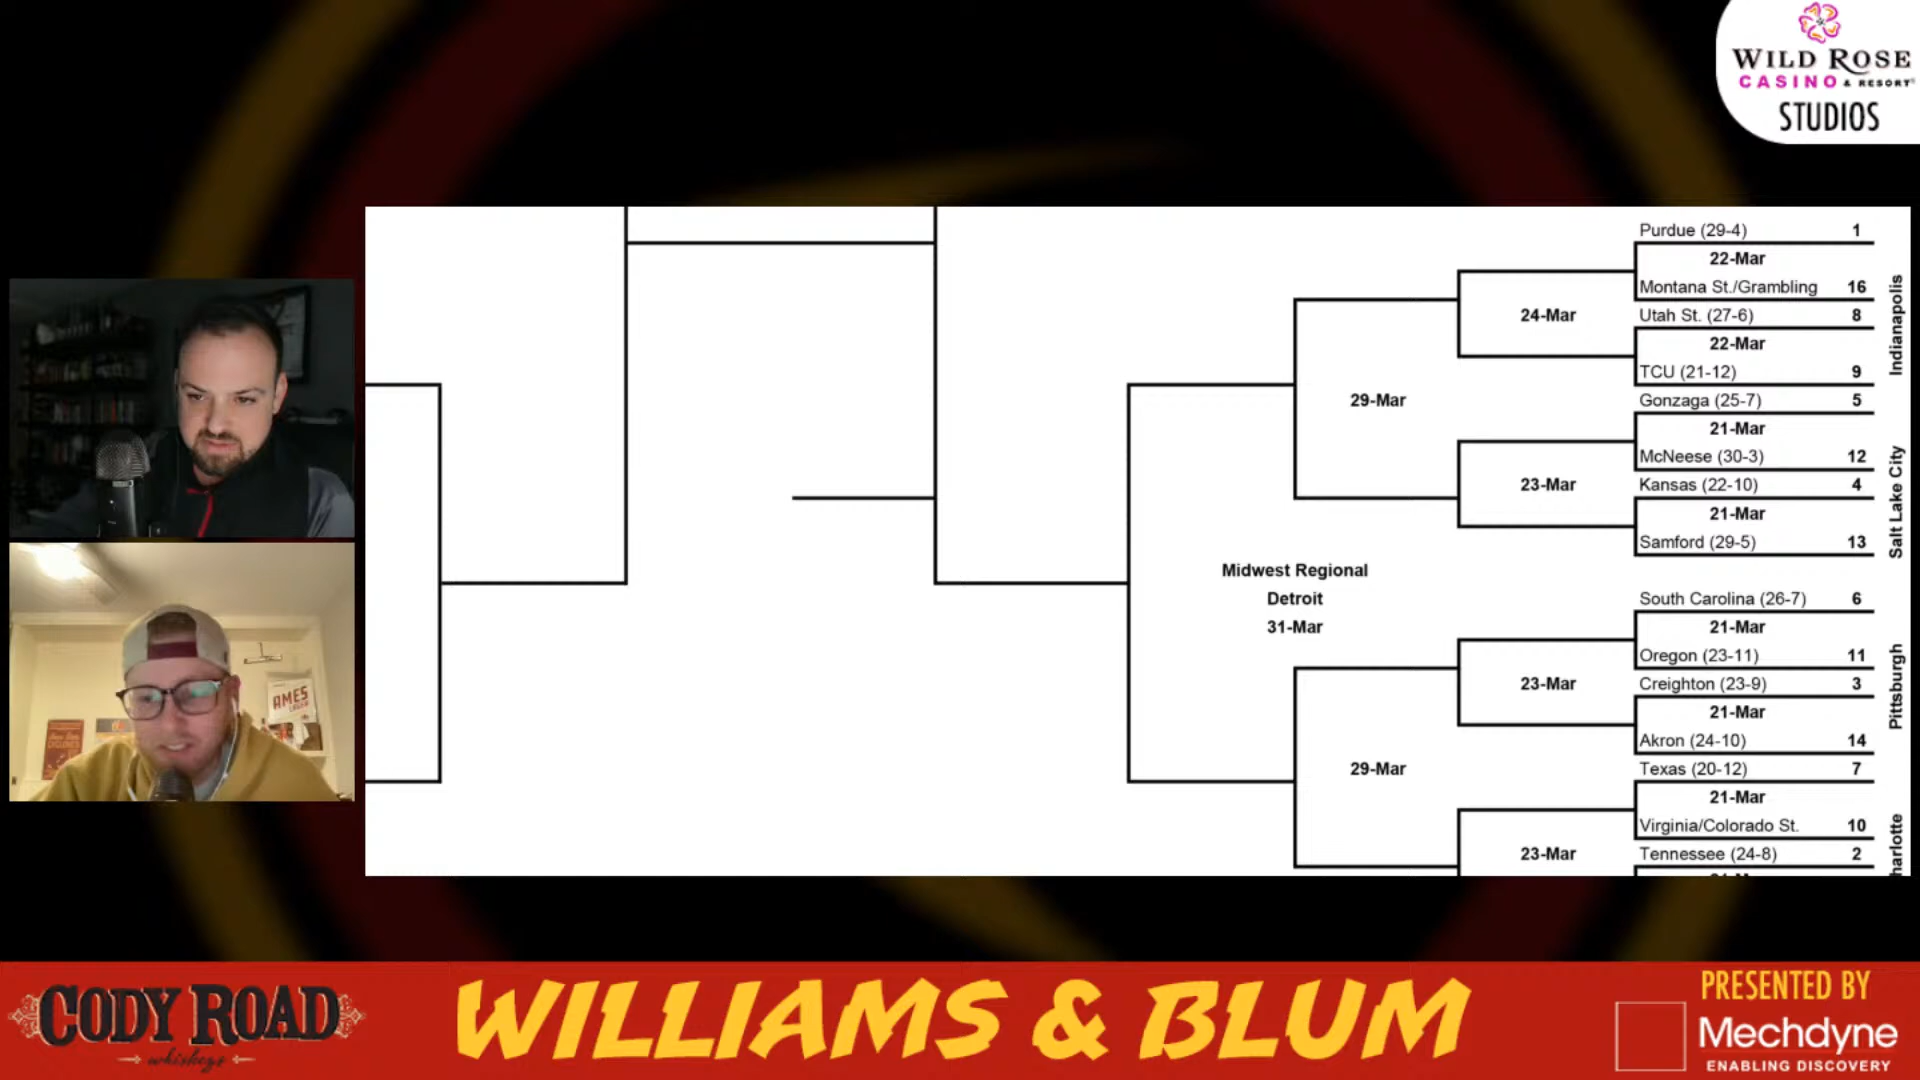 WILD ROSE
CASINO & RESORT
STUDIOS
Purdue (29-4) 1
22-Mar
Montana St./Grambling 16
24-Mar
Utah St. (27-6) 8
22-Mar
TCU (21-12) 9
Indianapolis
29-Mar
Gonzaga (25-7) 5
21-Mar
McNeese (30-3) 12
23-Mar
Kansas (22-10) 4
21-Mar
Samford (29-5) 13
Salt Lake City
Midwest Regional
Detroit
31-Mar
South Carolina (26-7) 6
21-Mar
Oregon (23-11) 11
23-Mar
Creighton (23-9) 3
21-Mar
Akron (24-10) 14
Pittsburgh
29-Mar
Texas (20-12) 7
21-Mar
Virginia/Colorado St. 10
23-Mar
Tennessee (24-8) 2
harlotte
AMES
LAGER
CYCLONES
CODY ROAD
whiskeys
WILLIAMS & BLUM
PRESENTED BY
Mechdyne
ENABLING DISCOVERY